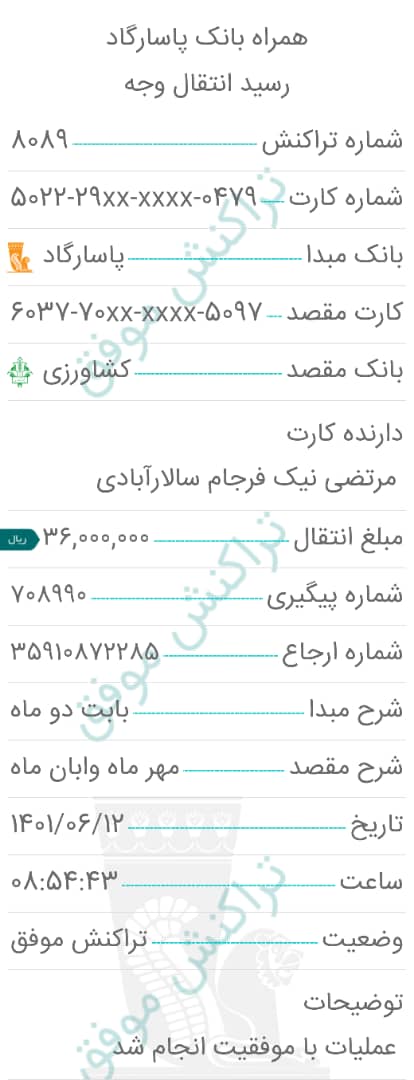 همراه بانک پاسارگاد
رسید انتقال وجه
شماره تراکنش ۸۰۸۹
شماره کارت ۵۰۲۲-۲۹xx-xxxx-۰۴۷۹
بانک مبدا پاسارگاد
کارت مقصد ۶۰۳۷-۷۰xx-xxxx-۵۰۹۷
بانک مقصد کشاورزی
دارنده کارت
مرتضی نیک فرجام سالارآبادی
مبلغ انتقال ۳۶,۰۰۰,۰۰۰ ریال
شماره پیگیری ۷۰۸۹۹۰
شماره ارجاع ۳۵۹۱۰۸۷۲۲۸۵
شرح مبدا بابت دو ماه
شرح مقصد مهر ماه وابان ماه
تاریخ ۱۴۰۱/۰۶/۱۲
ساعت ۰۸:۵۴:۴۳
وضعیت تراکنش موفق
توضیحات
عملیات با موفقیت انجام شد
تراکنش موفق
تراکنش موفق
تراکنش موفق